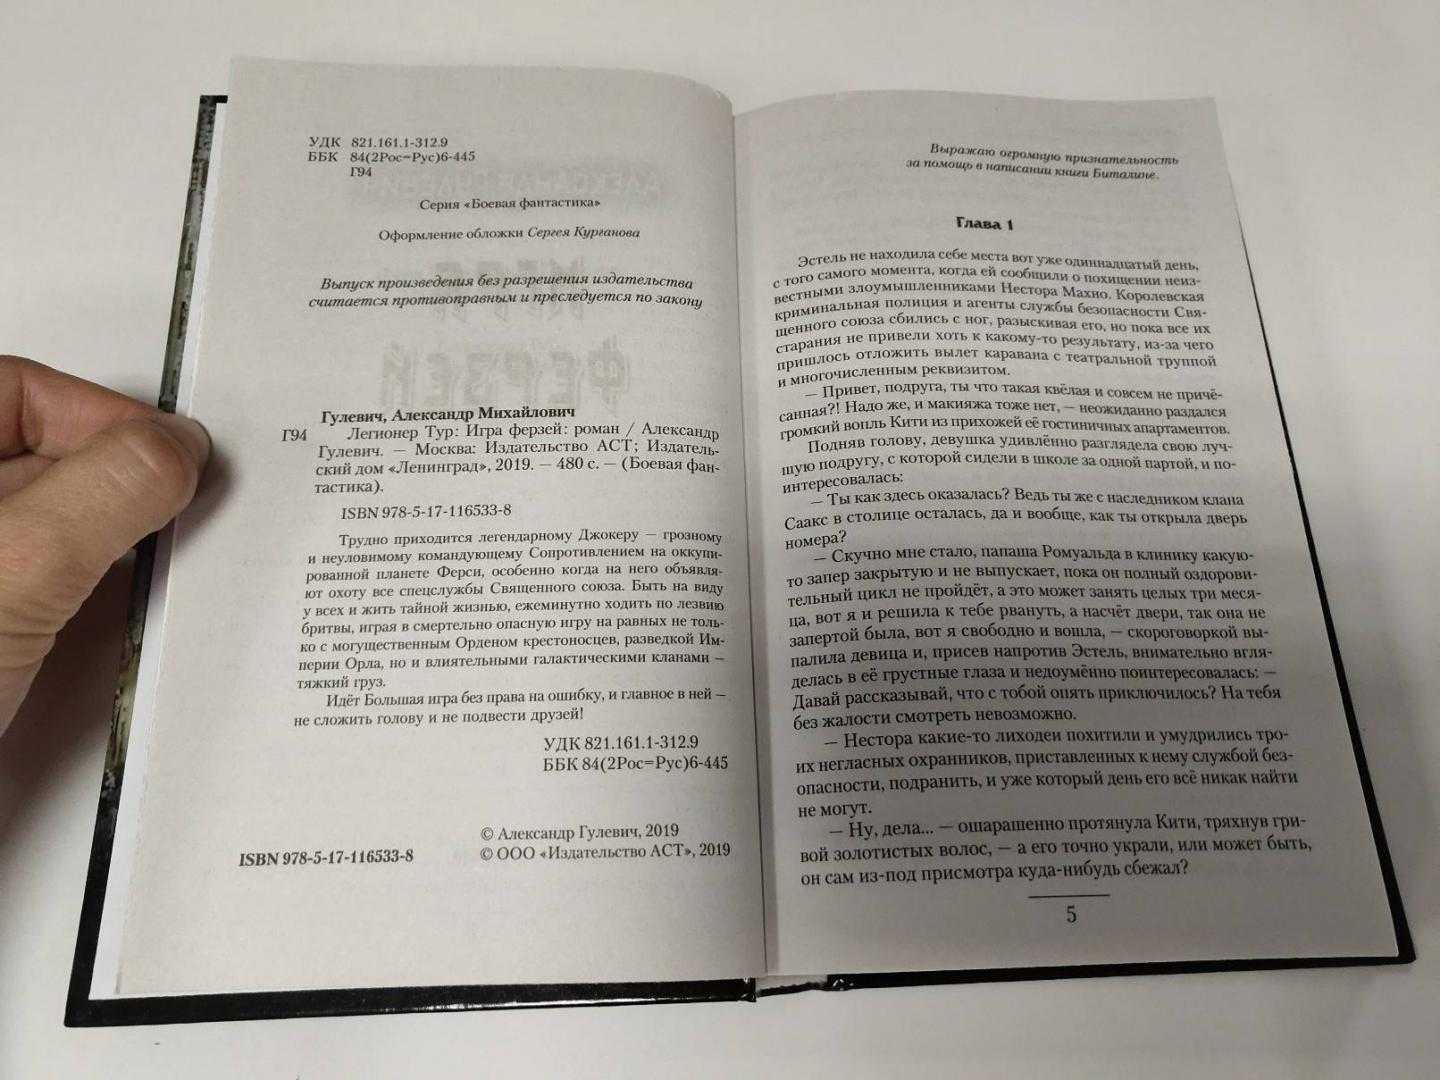 УДК 821.161.1-312.9
ББК 84(2Рос=Рус)6-445
Г94
Серия «Боевая фантастика»
Оформление обложки Сергея Курганова
Выпуск произведения без разрешения издательства
считается противоправным и преследуется по закону
Гулевич, Александр Михайлович
Г94 Легионер Тур: Игра ферзей: роман / Александр
Гулевич. — Москва: Издательство АСТ; Издатель-
ский дом «Ленинград», 2019. — 480 с. — (Боевая фан-
тастика).
ISBN 978-5-17-116533-8
Трудно приходится легендарному Джокеру — грозному
и неуловимому командующему Сопротивлением на оккупи-
рованной планете Ферси, особенно когда на него объявля-
ют охоту все спецслужбы Священного союза. Быть на виду
у всех и жить тайной жизнью, ежеминутно ходить по лезвию
бритвы, играя в смертельно опасную игру на равных не толь-
ко с могущественным Орденом крестоносцев, разведкой Им-
перии Орла, но и влиятельными галактическими кланами —
тяжкий груз.
Идёт Большая игра без права на ошибку, и главное в ней —
не сложить голову и не подвести друзей!
УДК 821.161.1-312.9
ББК 84(2Рос=Рус)6-445
© Александр Гулевич, 2019
ISBN 978-5-17-116533-8 © ООО «Издательство АСТ», 2019
Выражаю огромную признательность
за помощь в написании книги Биталине.
Глава 1
Эстель не находила себе места вот уже одиннадцатый день,
с того самого момента, когда ей сообщили о похищении неиз-
вестными злоумышленниками Нестора Махно. Королевская
криминальная полиция и агенты службы безопасности Свя-
щенного союза сбились с ног, разыскивая его, но пока все их
старания не привели хоть к какому-то результату, из-за чего
пришлось отложить вылет каравана с театральной труппой
и многочисленным реквизитом.
— Привет, подруга, ты что такая квёлая и совсем не причё-
санная?! Надо же, и макияжа тоже нет, — неожиданно раздался
громкий вопль Кити из прихожей её гостиничных апартаментов.
Подняв голову, девушка удивлённо разглядела свою луч-
шую подругу, с которой сидели в школе за одной партой, и по-
интересовалась:
— Ты как здесь оказалась? Ведь ты же с наследником клана
Саакс в столице осталась, да и вообще, как ты открыла дверь
номера?
— Скучно мне стало, папаша Ромуальда в клинику какую-
то запер закрытую и не выпускает, пока он полный оздорови-
тельный цикл не пройдёт, а это может занять целых три меся-
ца, вот я и решила к тебе рвануть, а насчёт двери, так она не
запертой была, вот я свободно и вошла, — скороговоркой вы-
палила девица и, присев напротив Эстель, внимательно вгля-
делась в её грустные глаза и недоумённо поинтересовалась: —
Давай рассказывай, что с тобой опять приключилось? На тебя
без жалости смотреть невозможно.
— Нестора какие-то лиходеи похитили и умудрились тро-
их негласных охранников, приставленных к нему службой без-
опасности, подранить, и уже который день его всё никак найти
не могут.
— Ну, дела... — ошарашенно протянула Кити, тряхнув гри-
вой золотистых волос, — а его точно украли, или может быть,
он сам из-под присмотра куда-нибудь сбежал?
5